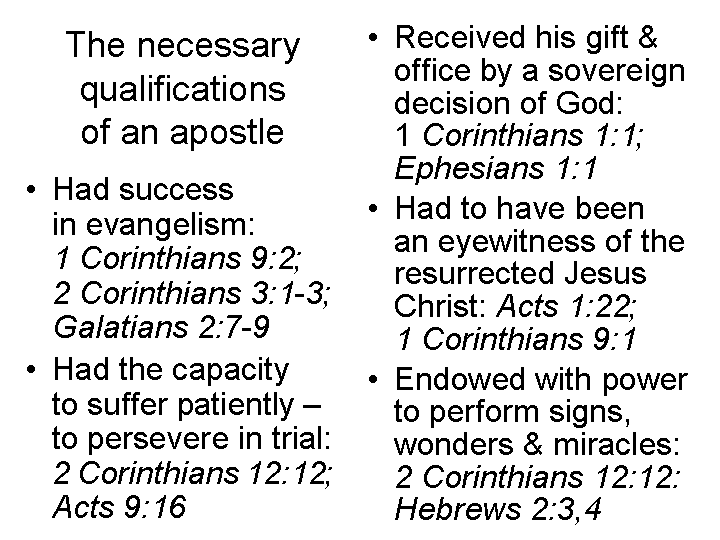 The necessary
qualifications
of an apostle
• Had success
in evangelism:
1 Corinthians 9:2;
2 Corinthians 3:1-3;
Galatians 2:7-9
• Had the capacity
to suffer patiently –
to persevere in trial:
2 Corinthians 12:12;
Acts 9:16
• Received his gift &
office by a sovereign
decision of God:
1 Corinthians 1:1;
Ephesians 1:1
• Had to have been
an eyewitness of the
resurrected Jesus
Christ: Acts 1:22;
1 Corinthians 9:1
• Endowed with power
to perform signs,
wonders & miracles:
2 Corinthians 12:12:
Hebrews 2:3,4